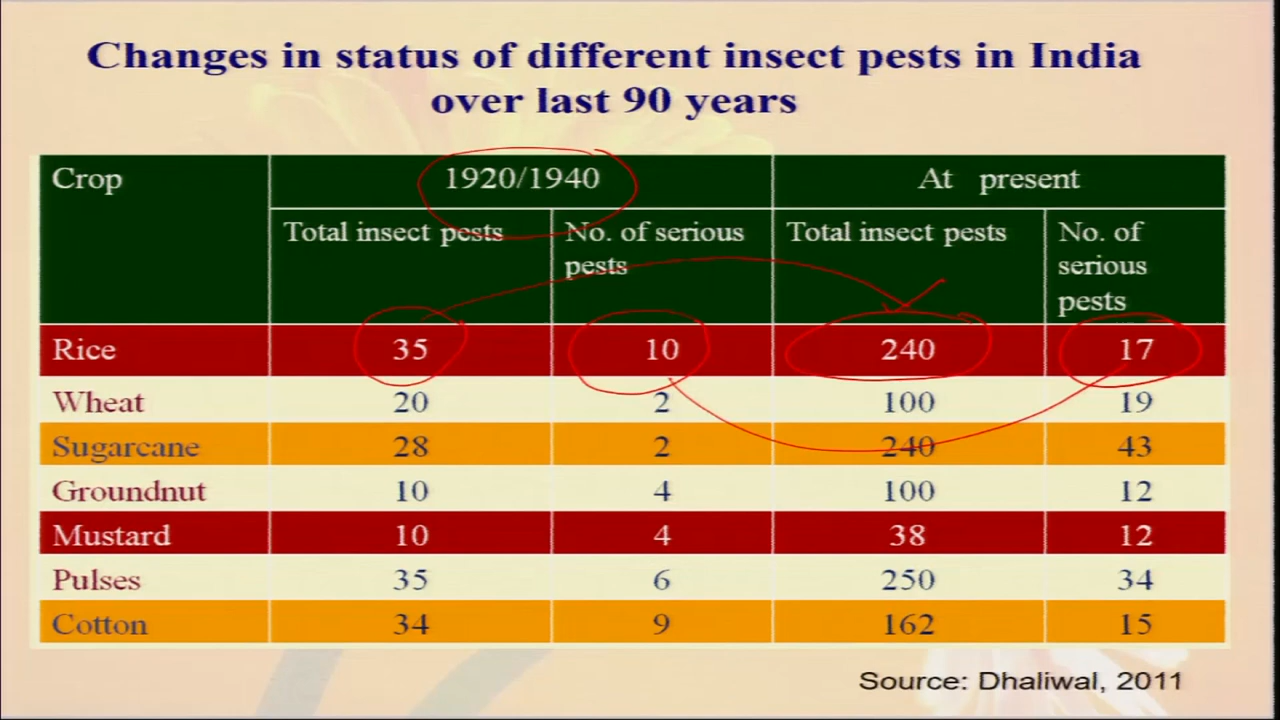 Changes in status of different insect pests in India
over last 90 years
Crop 1920/1940 At present
Total insect pests No. of serious pests Total insect pests No. of serious pests
Rice 35 10 240 17
Wheat 20 2 100 19
Sugarcane 28 2 240 43
Groundnut 10 4 100 12
Mustard 10 4 38 12
Pulses 35 6 250 34
Cotton 34 9 162 15
Source: Dhaliwal, 2011